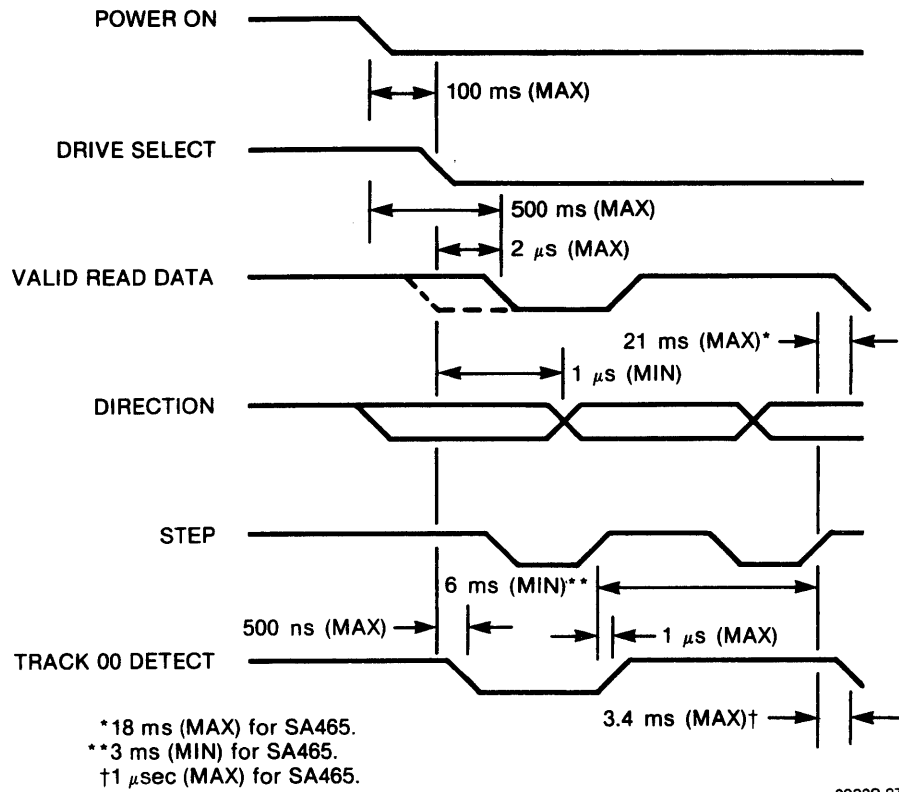 POWER ON
100 ms (MAX)
DRIVE SELECT
500 ms (MAX)
2 μs (MAX)
VALID READ DATA
21 ms (MAX)*
1 μs (MIN)
DIRECTION
STEP
6 ms (MIN)**
500 ns (MAX)
1 μs (MAX)
TRACK 00 DETECT
3.4 ms (MAX)†
*18 ms (MAX) for SA465.
**3 ms (MIN) for SA465.
†1 μsec (MAX) for SA465.